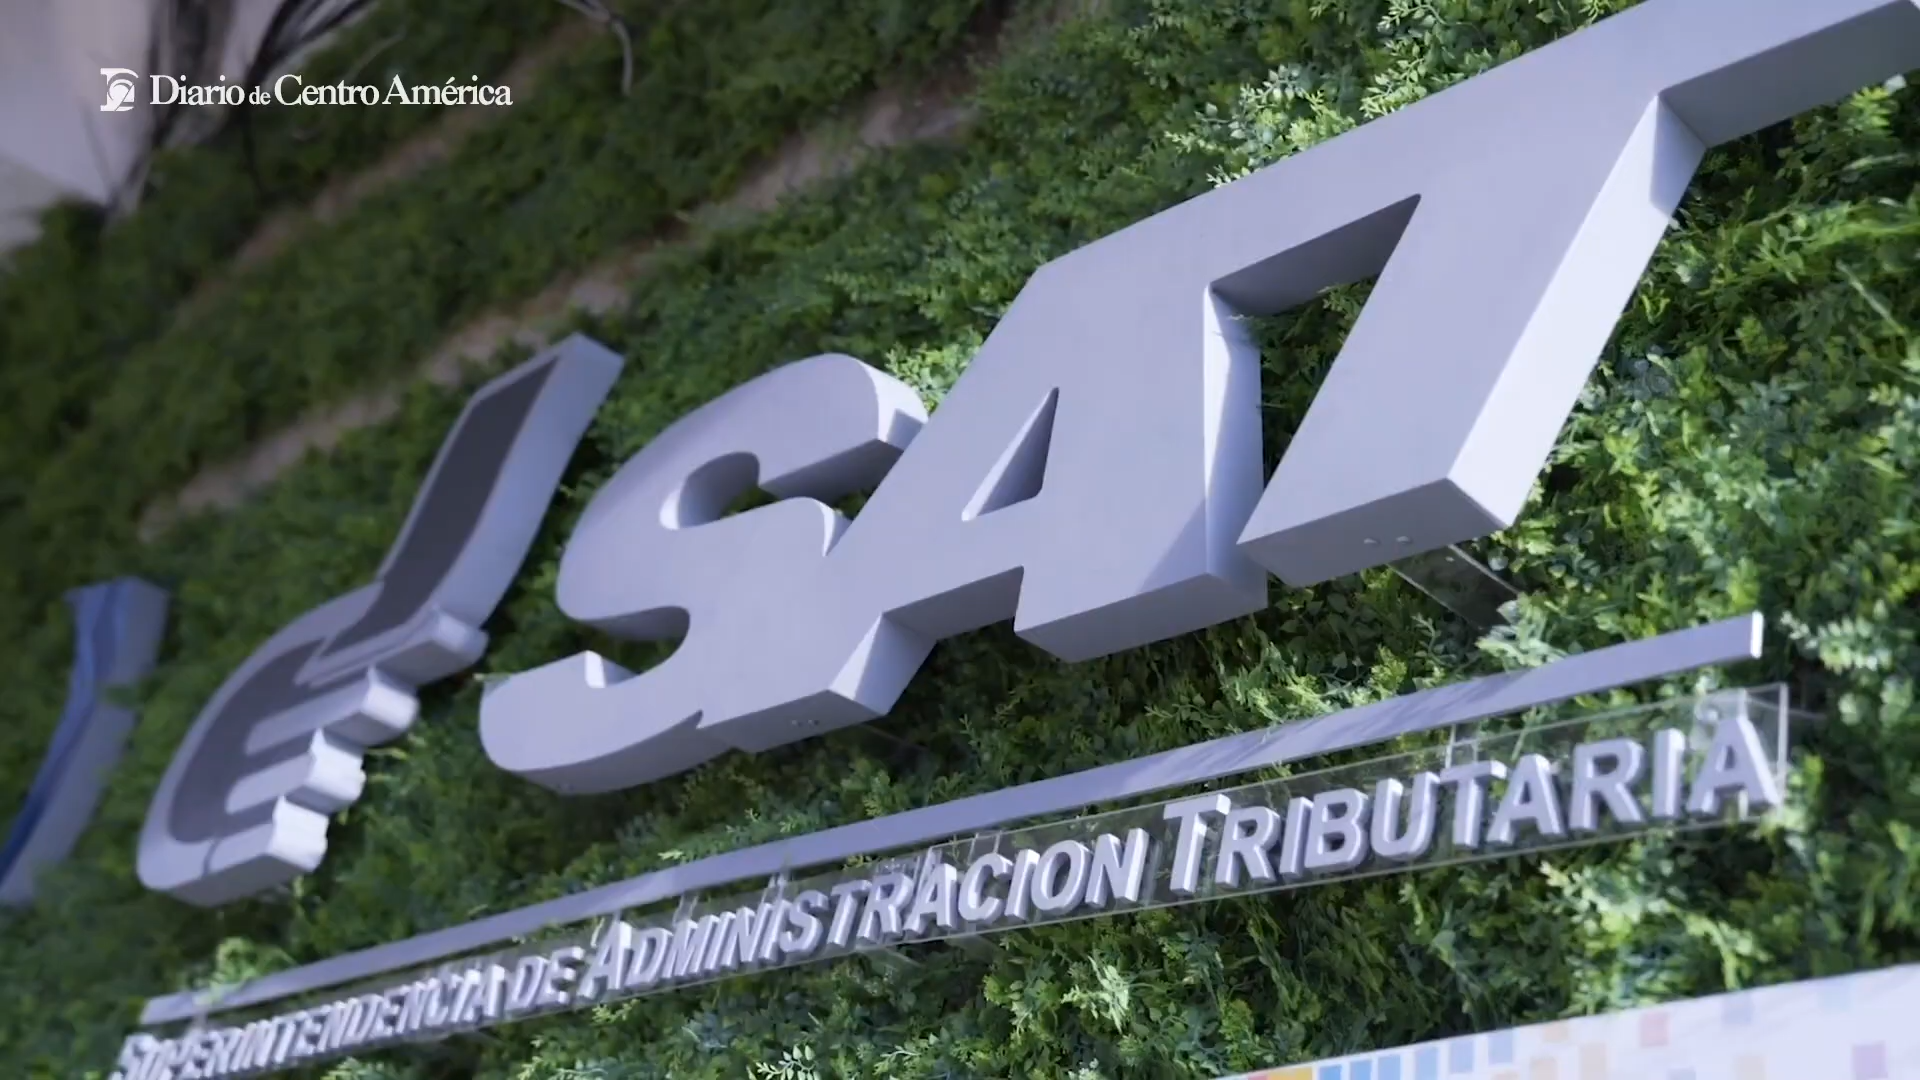 Diario de Centro América
SAT
SUPERINTENDENCIA DE ADMINISTRACION TRIBUTARIA